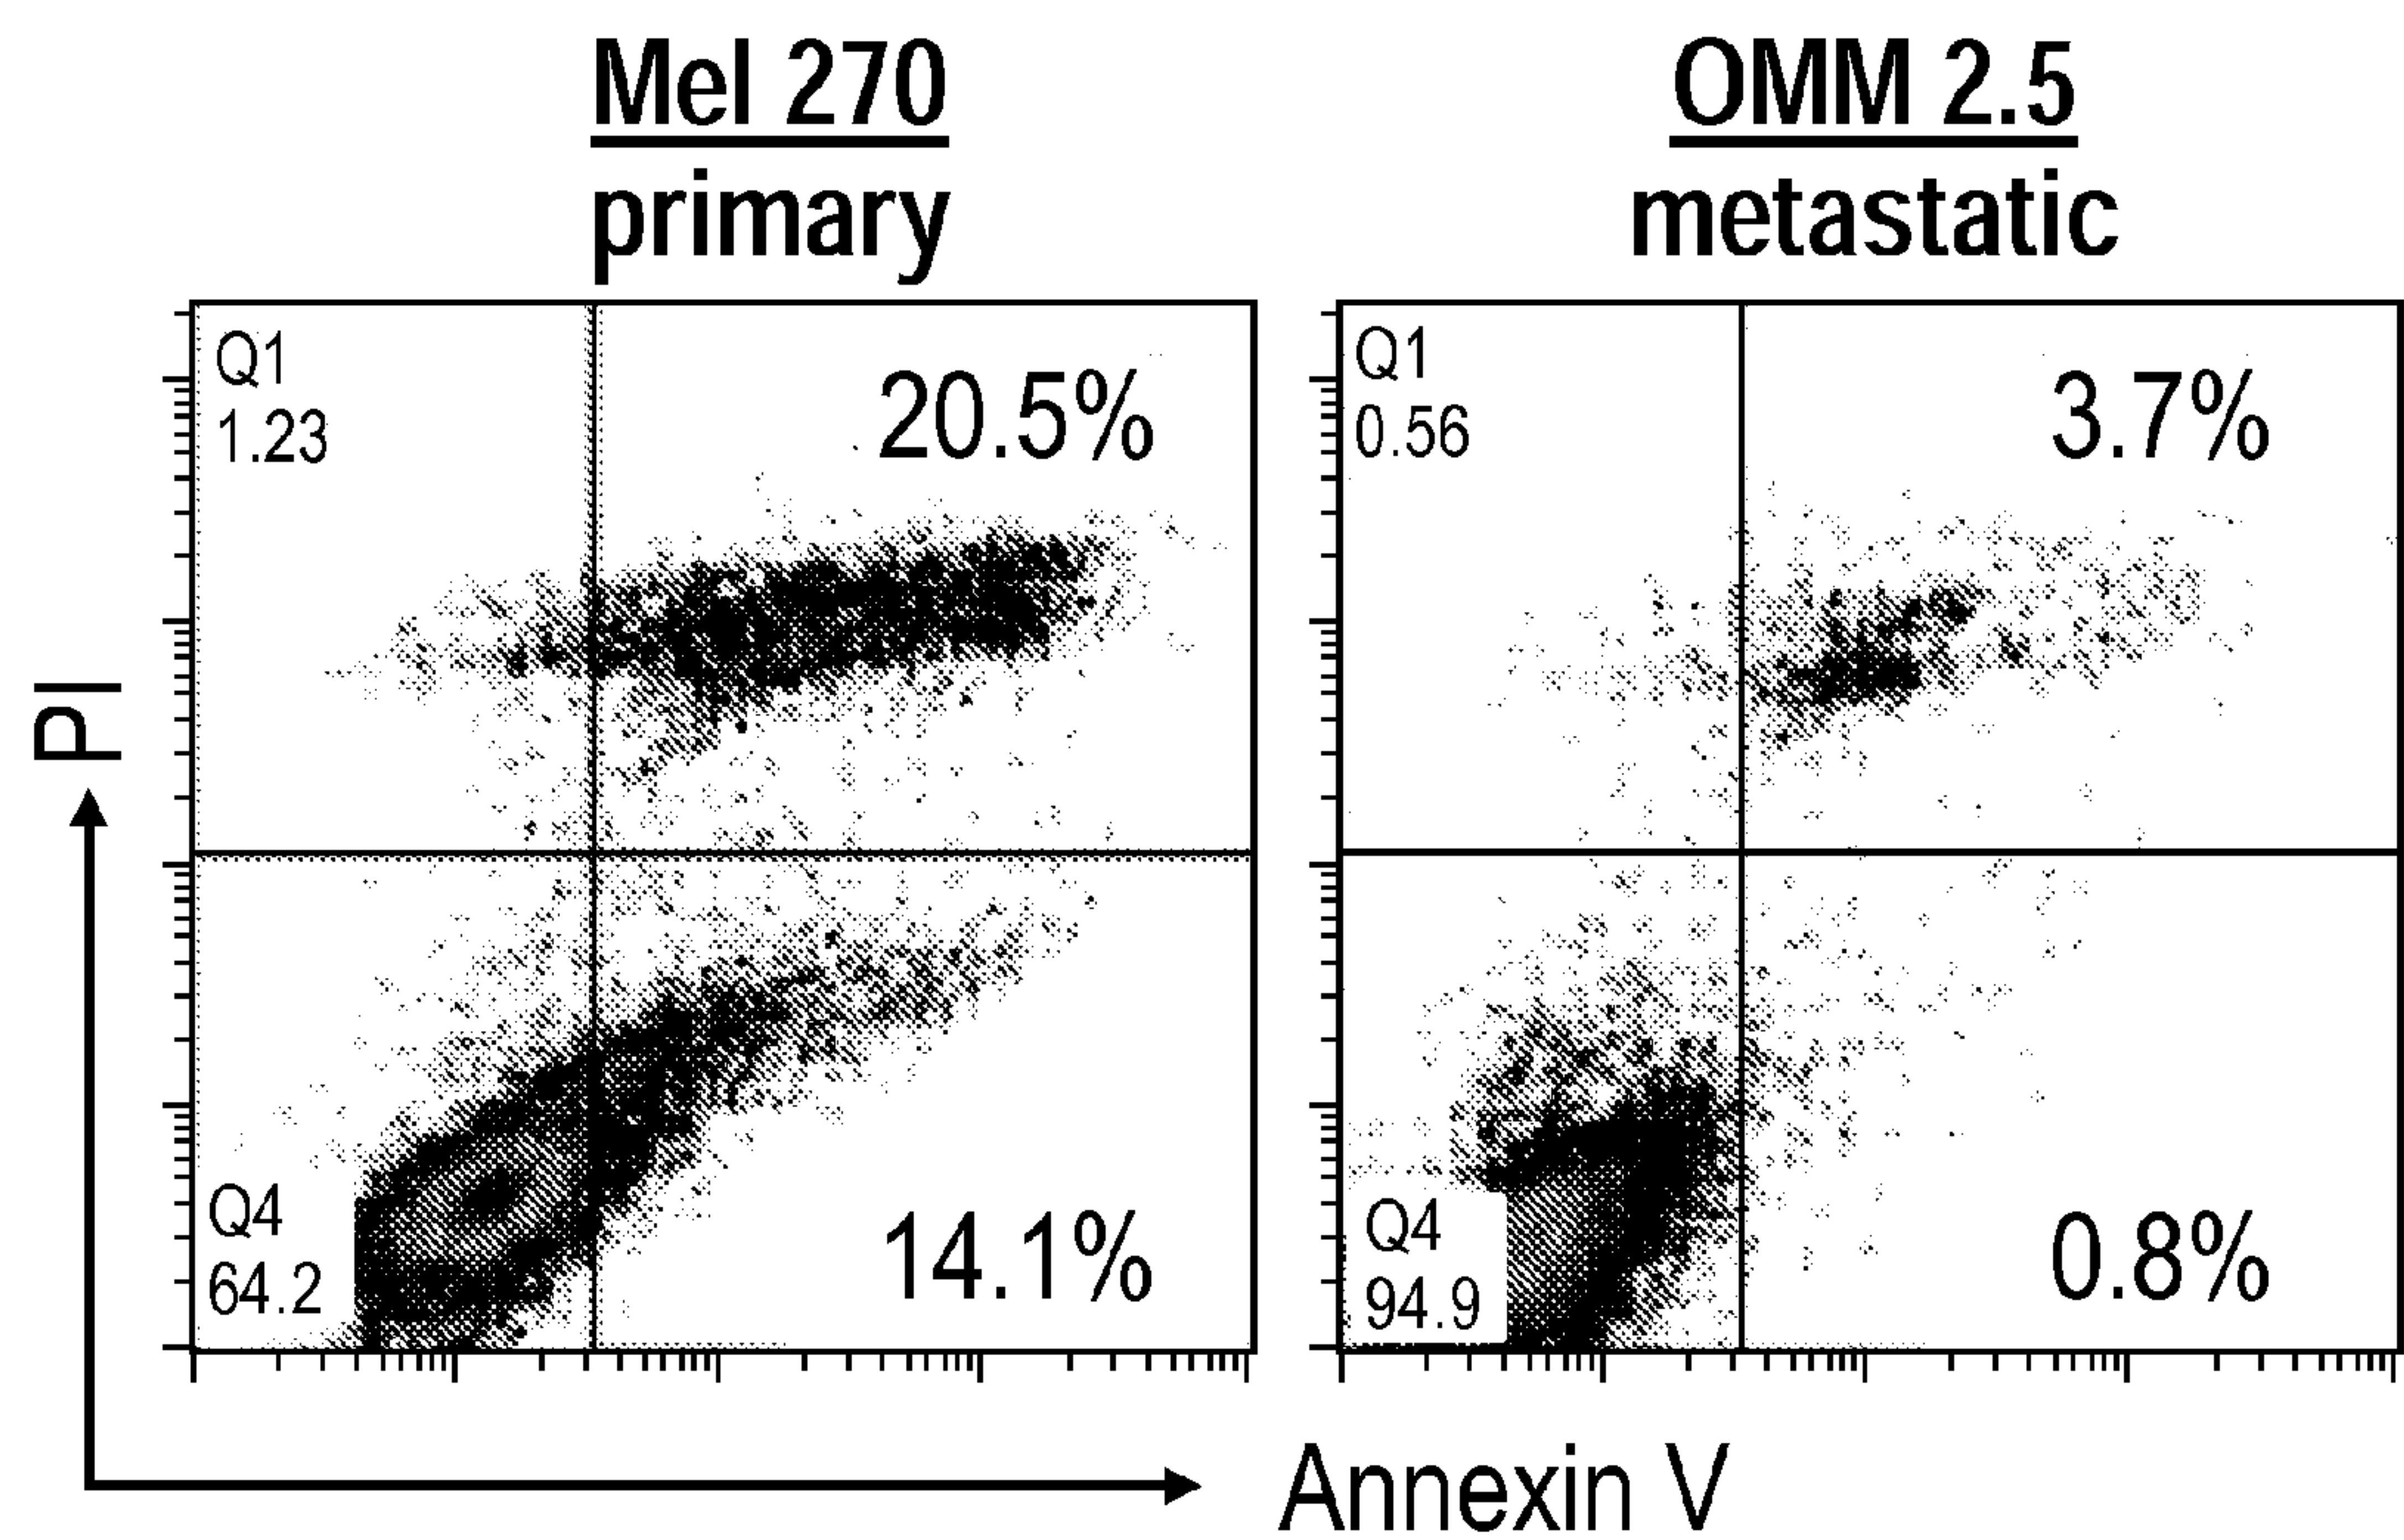 Mel 270
primary
OMM 2.5
metastatic
Q1
1.23
20.5%
Q4
64.2
14.1%
Q1
0.56
3.7%
Q4
94.9
0.8%
PI
Annexin V